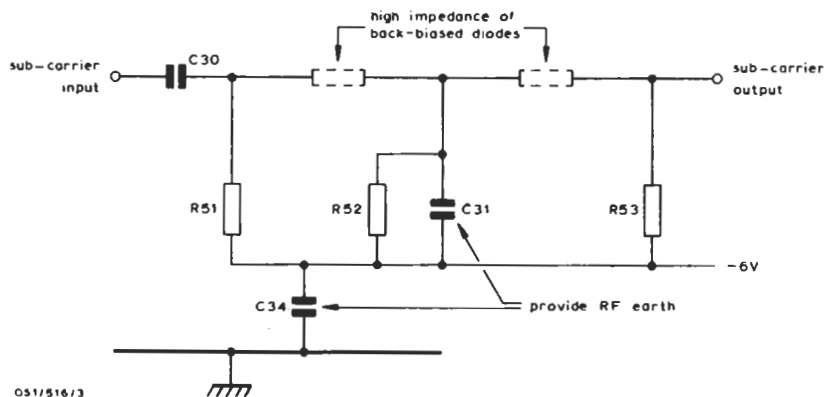 high impedance of
back-biased diodes
sub-carrier
input
C30
sub-carrier
output
R51
R52
C31
R53
-6V
C34
provide RF earth
OS1/516/3